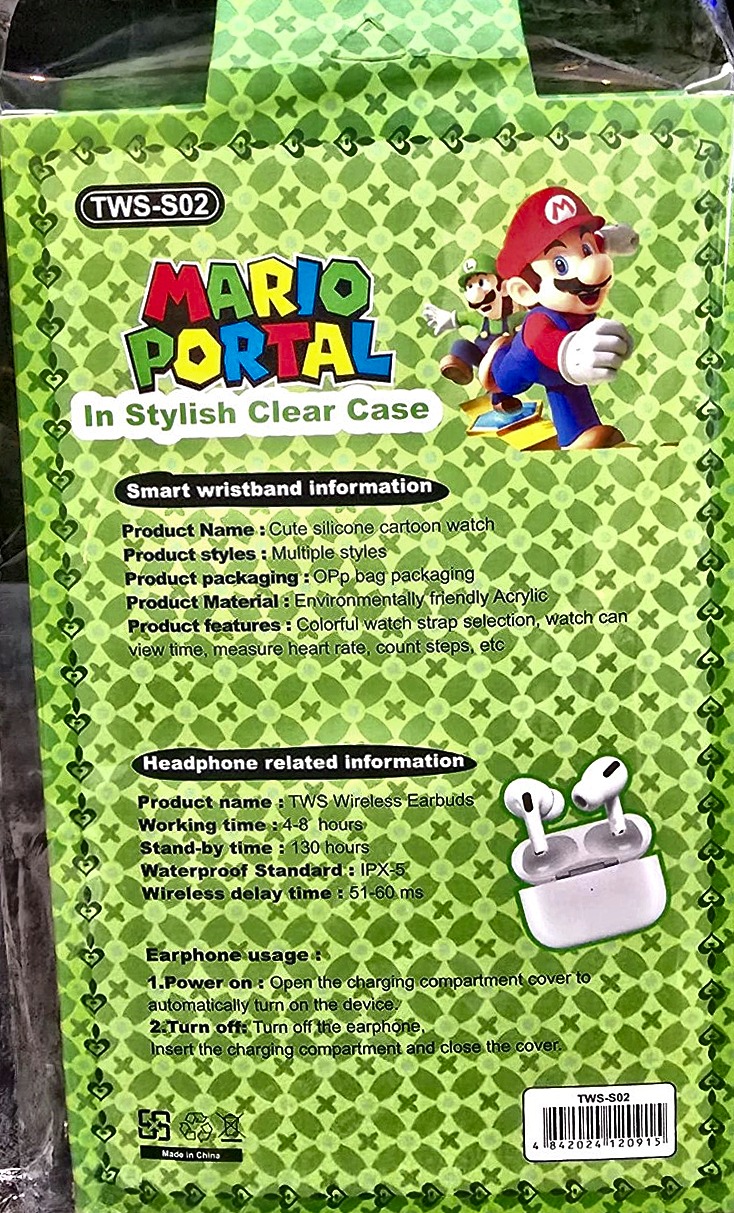 TWS-S02
M
L
MARIO
PORTAL
In Stylish Clear Case
Smart wristband information
Product Name : Cute silicone cartoon watch
Product styles : Multiple styles
Product packaging : OPp bag packaging
Product Material : Environmentally friendly Acrylic
Product features : Colorful watch strap selection, watch can
view time, measure heart rate, count steps, etc
Headphone related information
Product name : TWS Wireless Earbuds
Working time : 4-8 hours
Stand-by time : 130 hours
Waterproof Standard : IPX-5
Wireless delay time : 51-60 ms
Earphone usage :
1.Power on : Open the charging compartment cover to
automatically turn on the device.
2.Turn off: Turn off the earphone,
Insert the charging compartment and close the cover.
Made in China
TWS-S02
4 842024 120915